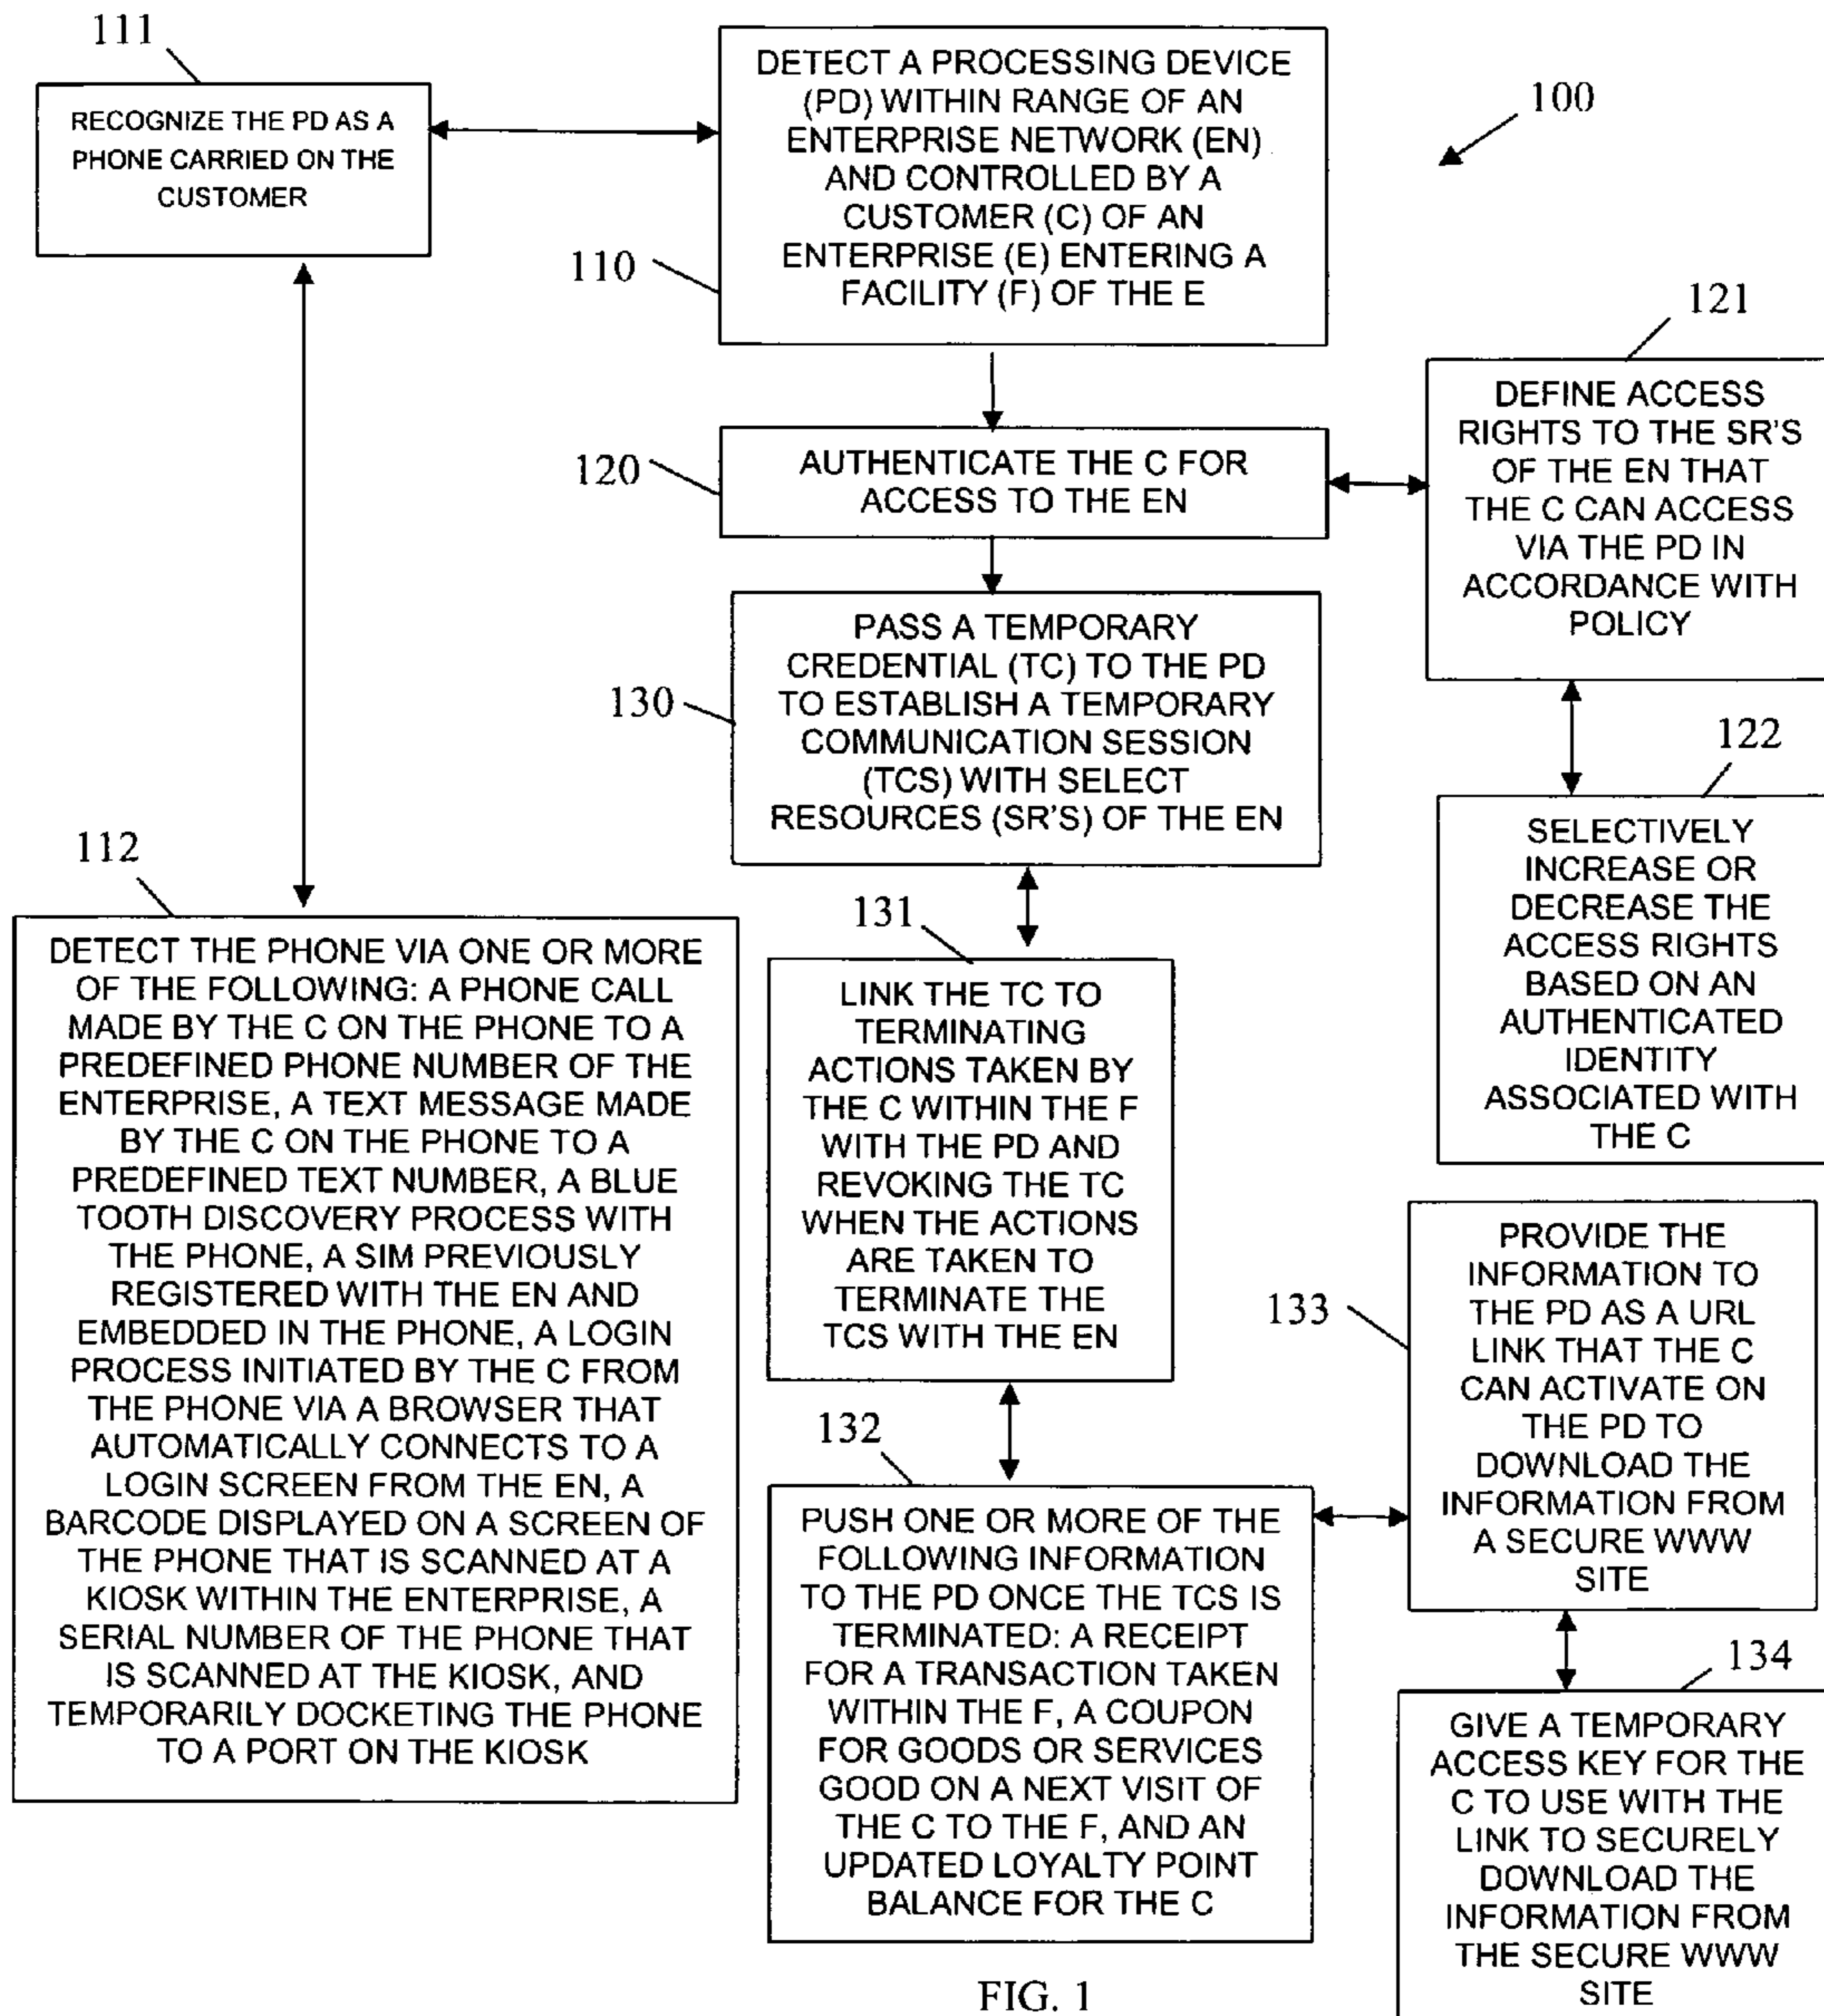 111
RECOGNIZE THE PD AS A
PHONE CARRIED ON THE
CUSTOMER
DETECT A PROCESSING DEVICE
(PD) WITHIN RANGE OF AN
ENTERPRISE NETWORK (EN)
AND CONTROLLED BY A
CUSTOMER (C) OF AN
ENTERPRISE (E) ENTERING A
FACILITY (F) OF THE E
110
100
120
AUTHENTICATE THE C FOR
ACCESS TO THE EN
121
DEFINE ACCESS
RIGHTS TO THE SR'S
OF THE EN THAT
THE C CAN ACCESS
VIA THE PD IN
ACCORDANCE WITH
POLICY
130
PASS A TEMPORARY
CREDENTIAL (TC) TO THE PD
TO ESTABLISH A TEMPORARY
COMMUNICATION SESSION
(TCS) WITH SELECT
RESOURCES (SR'S) OF THE EN
122
SELECTIVELY
INCREASE OR
DECREASE THE
ACCESS RIGHTS
BASED ON AN
AUTHENTICATED
IDENTITY
ASSOCIATED WITH
THE C
112
DETECT THE PHONE VIA ONE OR MORE
OF THE FOLLOWING: A PHONE CALL
MADE BY THE C ON THE PHONE TO A
PREDEFINED PHONE NUMBER OF THE
ENTERPRISE, A TEXT MESSAGE MADE
BY THE C ON THE PHONE TO A
PREDEFINED TEXT NUMBER, A BLUE
TOOTH DISCOVERY PROCESS WITH
THE PHONE, A SIM PREVIOUSLY
REGISTERED WITH THE EN AND
EMBEDDED IN THE PHONE, A LOGIN
PROCESS INITIATED BY THE C FROM
THE PHONE VIA A BROWSER THAT
AUTOMATICALLY CONNECTS TO A
LOGIN SCREEN FROM THE EN, A
BARCODE DISPLAYED ON A SCREEN OF
THE PHONE THAT IS SCANNED AT A
KIOSK WITHIN THE ENTERPRISE, A
SERIAL NUMBER OF THE PHONE THAT
IS SCANNED AT THE KIOSK, AND
TEMPORARILY DOCKETING THE PHONE
TO A PORT ON THE KIOSK
131
LINK THE TC TO
TERMINATING
ACTIONS TAKEN BY
THE C WITHIN THE F
WITH THE PD AND
REVOKING THE TC
WHEN THE ACTIONS
ARE TAKEN TO
TERMINATE THE
TCS WITH THE EN
132
PUSH ONE OR MORE OF THE
FOLLOWING INFORMATION
TO THE PD ONCE THE TCS IS
TERMINATED: A RECEIPT
FOR A TRANSACTION TAKEN
WITHIN THE F, A COUPON
FOR GOODS OR SERVICES
GOOD ON A NEXT VISIT OF
THE C TO THE F, AND AN
UPDATED LOYALTY POINT
BALANCE FOR THE C
133
PROVIDE THE
INFORMATION TO
THE PD AS A URL
LINK THAT THE C
CAN ACTIVATE ON
THE PD TO
DOWNLOAD THE
INFORMATION FROM
A SECURE WWW
SITE
134
GIVE A TEMPORARY
ACCESS KEY FOR THE
C TO USE WITH THE
LINK TO SECURELY
DOWNLOAD THE
INFORMATION FROM
THE SECURE WWW
SITE
FIG. 1